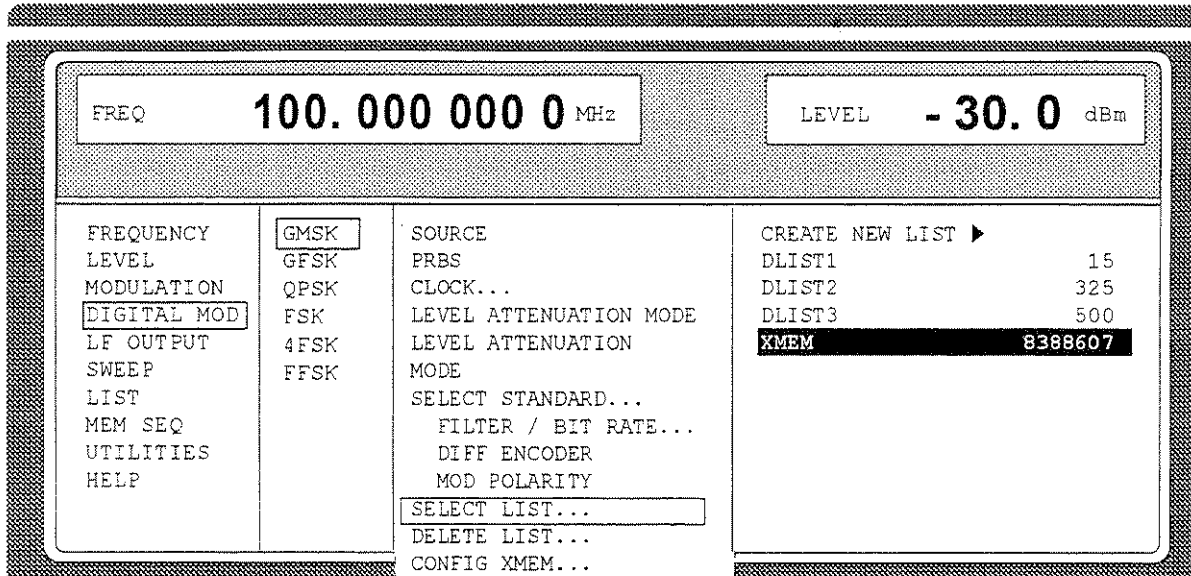 FREQ 100. 000 000 0 MHz
LEVEL - 30. 0 dBm
FREQUENCY
LEVEL
MODULATION
DIGITAL MOD
LF OUTPUT
SWEEP
LIST
MEM SEQ
UTILITIES
HELP
GMSK
GFSK
QPSK
FSK
4FSK
FFSK
SOURCE
PRBS
CLOCK...
LEVEL ATTENUATION MODE
LEVEL ATTENUATION
MODE
SELECT STANDARD...
FILTER / BIT RATE...
DIFF ENCODER
MOD POLARITY
SELECT LIST...
DELETE LIST...
CONFIG XMEM...
CREATE NEW LIST ▶
DLIST1 15
DLIST2 325
DLIST3 500
XMEM 8388607